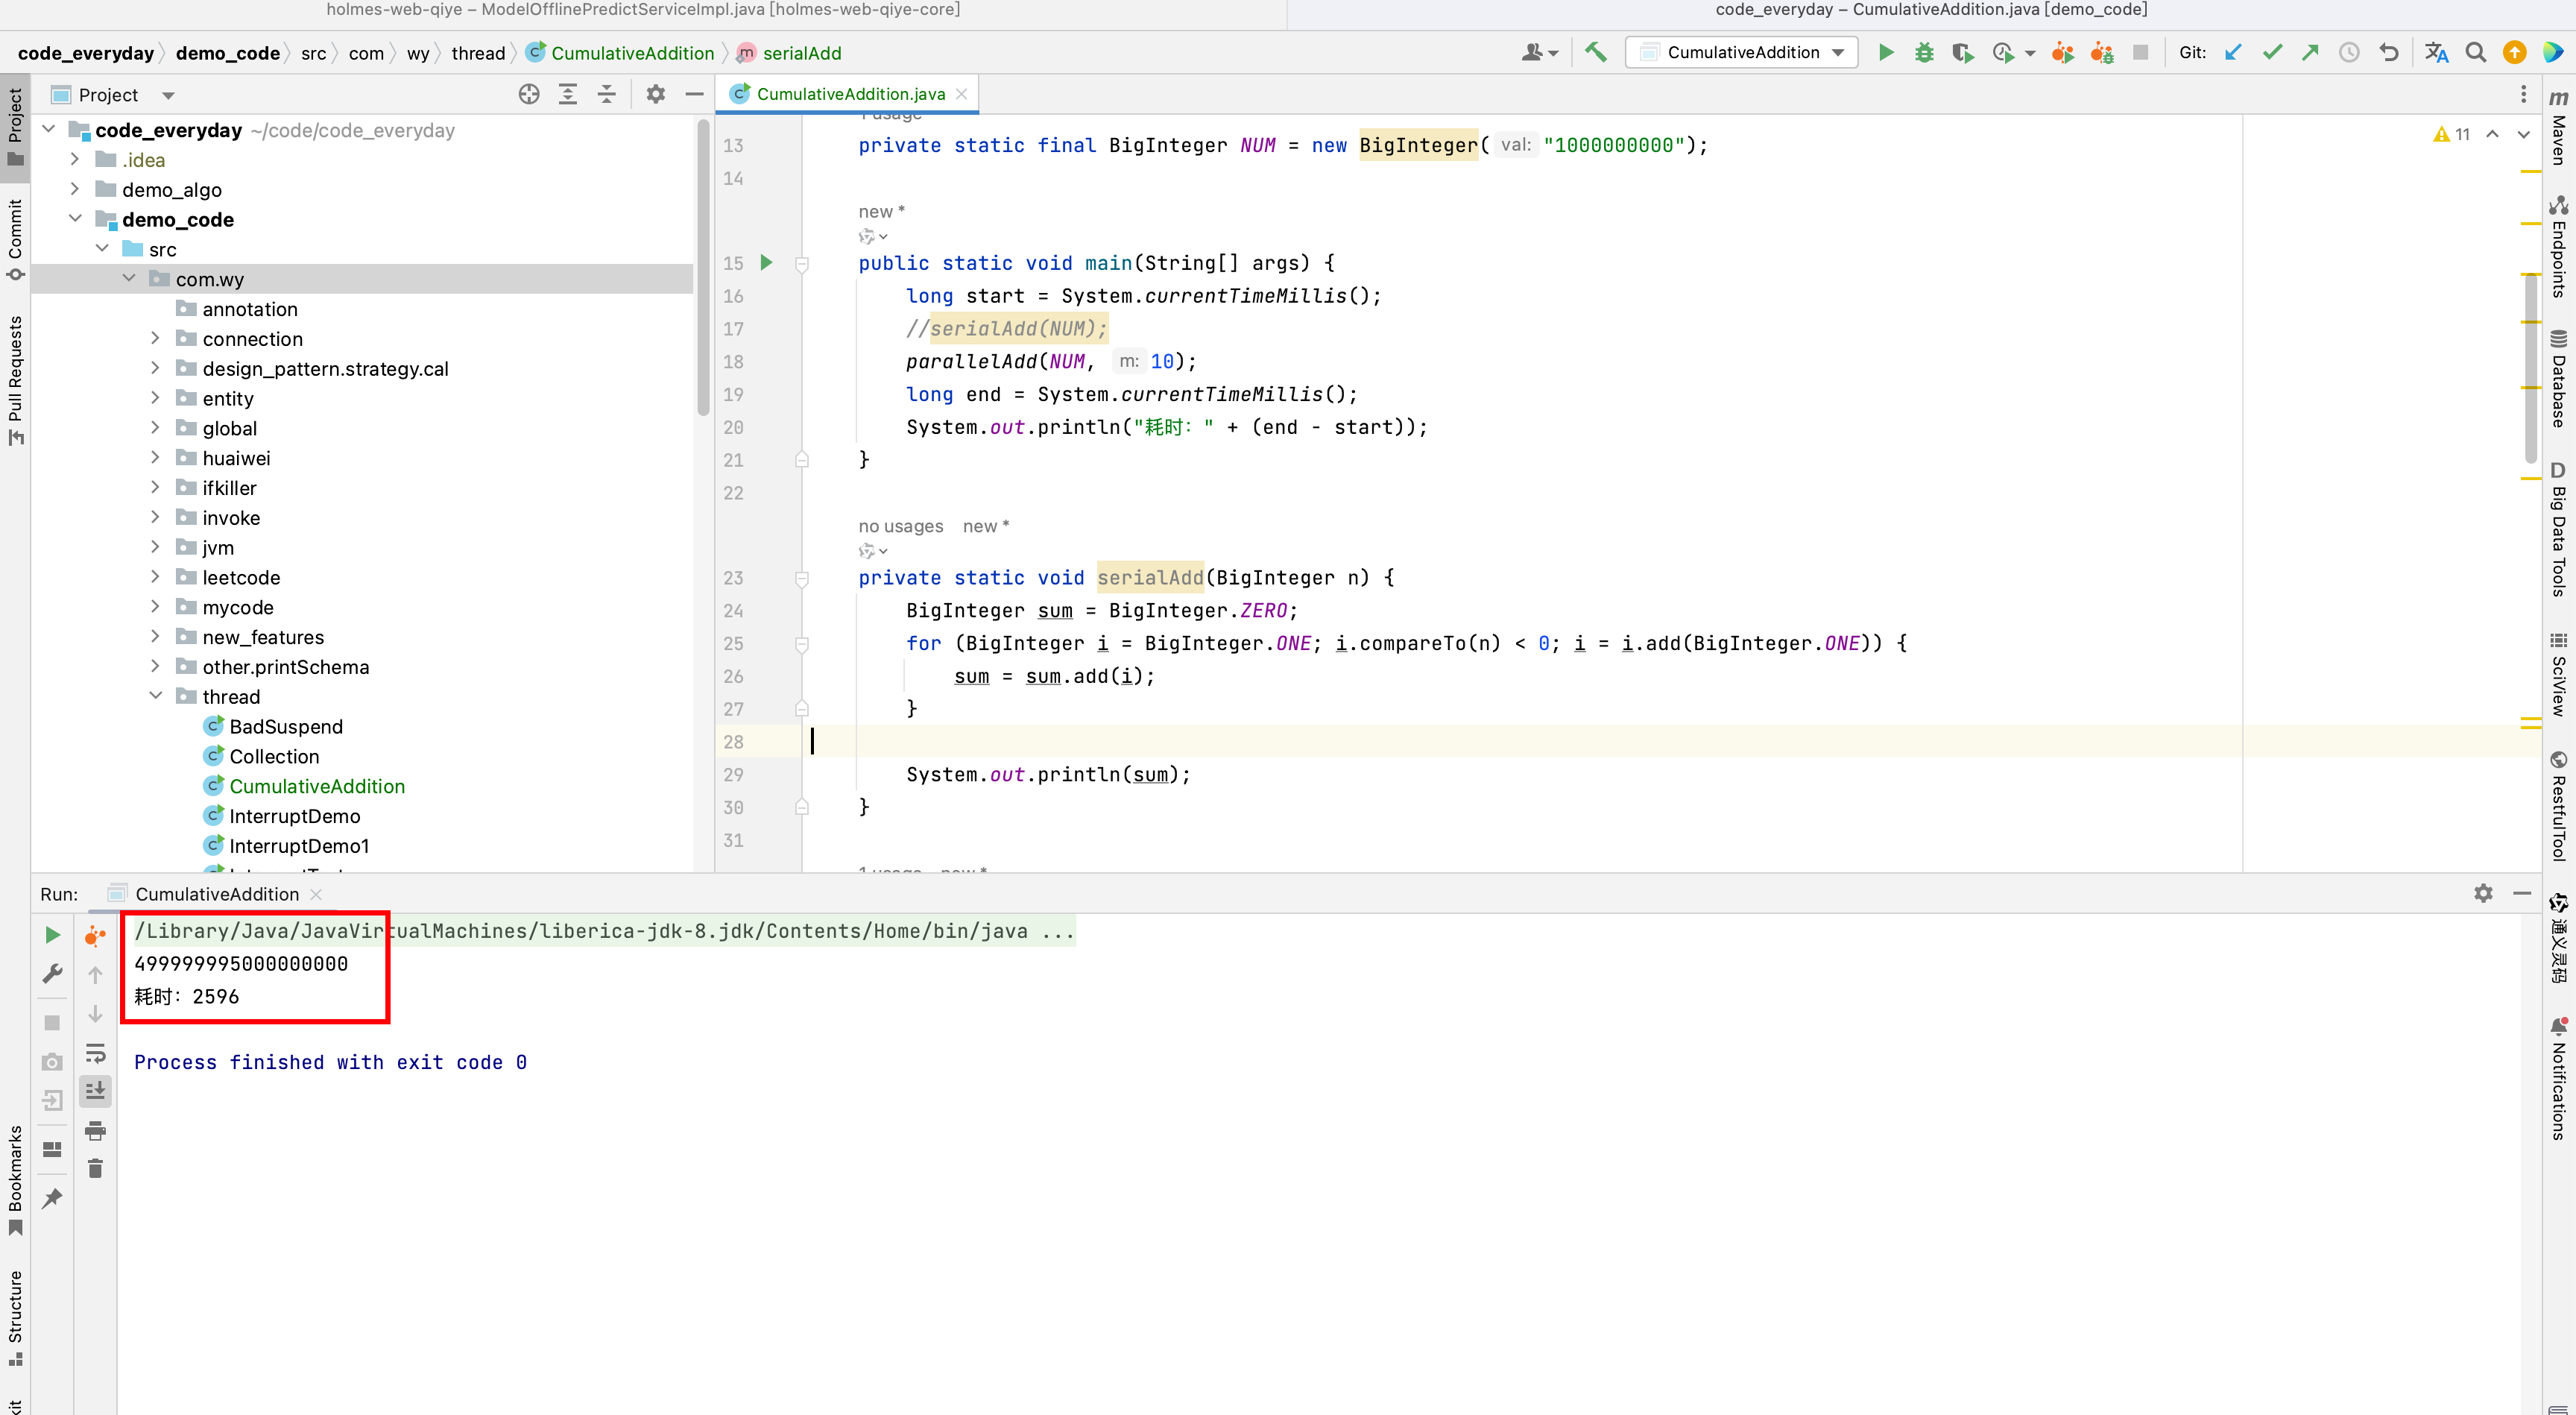 holmes-web-qiye – ModelOfflinePredictServiceImpl.java [holmes-web-qiye-core]
code_everyday – CumulativeAddition.java [demo_code]
code_everyday demo_code src com wy thread CumulativeAddition serialAdd
CumulativeAddition
Git:
Project
CumulativeAddition.java
code_everyday ~/code/code_everyday
.idea
demo_algo
demo_code
src
com.wy
annotation
connection
design_pattern.strategy.cal
entity
global
huaiwei
ifkiller
invoke
jvm
leetcode
mycode
new_features
other.printSchema
thread
BadSuspend
Collection
CumulativeAddition
InterruptDemo
InterruptDemo1
11
1 usage
13 private static final BigInteger NUM = new BigInteger( val: "1000000000");
14
new *
15 public static void main(String[] args) {
16 long start = System.currentTimeMillis();
17 //serialAdd(NUM);
18 parallelAdd(NUM, m: 10);
19 long end = System.currentTimeMillis();
20 System.out.println("耗时：" + (end - start));
21 }
22
no usages new *
23 private static void serialAdd(BigInteger n) {
24 BigInteger sum = BigInteger.ZERO;
25 for (BigInteger i = BigInteger.ONE; i.compareTo(n) < 0; i = i.add(BigInteger.ONE)) {
26 sum = sum.add(i);
27 }
28
29 System.out.println(sum);
30 }
31
1 usage new *
Run: CumulativeAddition
/Library/Java/JavaVirtualMachines/liberica-jdk-8.jdk/Contents/Home/bin/java ...
499999995000000000
耗时：2596
Process finished with exit code 0
Project
Commit
Pull Requests
Bookmarks
Structure
m
Maven
Endpoints
Database
D
Big Data Tools
SciView
RestfulTool
通义灵码
Notifications